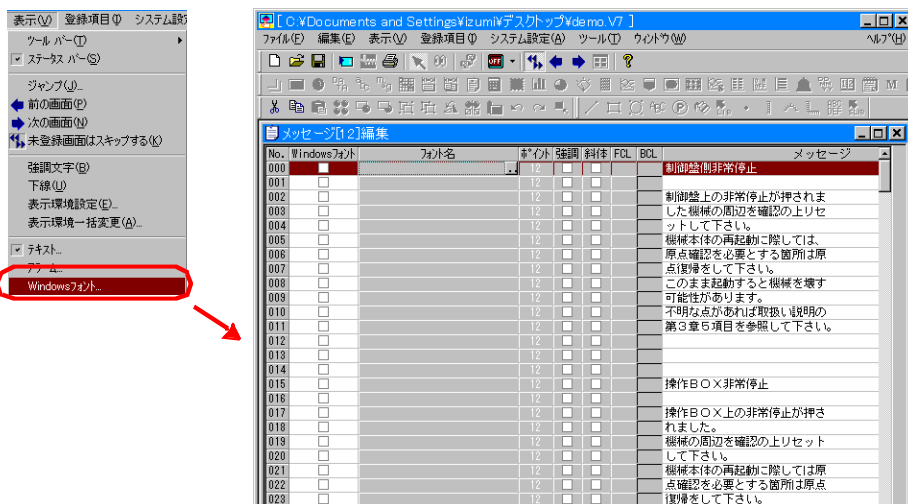 表示(V) 登録項目(I) システム設
ツール バー(T)
ステータス バー(S)
ジャンプ(J)...
前の画面(P)
次の画面(N)
未登録画面はスキップする(K)
強調文字(B)
下線(U)
表示環境設定(E)...
表示環境一括変更(A)...
テキスト...
アラーム...
Windowsフォント...
[ C:¥Documents and Settings¥izumi¥デスクトップ¥demo.V7 ]
ファイル(F) 編集(E) 表示(V) 登録項目(I) システム設定(A) ツール(T) ウィンドウ(W) ヘルプ(H)
OFF
メッセージ[12]編集
No. Windowsフォント フォント名 ポイント 強調 斜体 FCL BCL メッセージ
000 .. 12 制御盤側非常停止
001 12
002 12 制御盤上の非常停止が押されま
003 12 した機械の周辺を確認の上リセ
004 12 ットして下さい。
005 12 機械本体の再起動に際しては、
006 12 原点確認を必要とする箇所は原
007 12 点復帰をして下さい。
008 12 このまま起動すると機械を壊す
009 12 可能性があります。
010 12 不明な点があれば取扱い説明の
011 12 第3章5項目を参照して下さい。
012 12
013 12
014 12
015 12 操作BOX非常停止
016 12
017 12 操作BOX上の非常停止が押さ
018 12 れました。
019 12 機械の周辺を確認の上リセット
020 12 して下さい。
021 12 機械本体の再起動に際しては原
022 12 点確認を必要とする箇所は原点
023 12 復帰をして下さい。